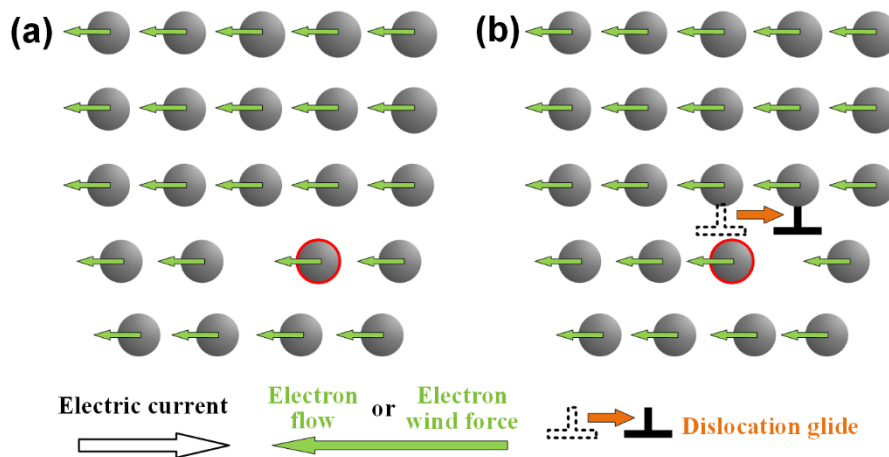 (a)
(b)
Electric current
Electron flow or Electron wind force
Dislocation glide